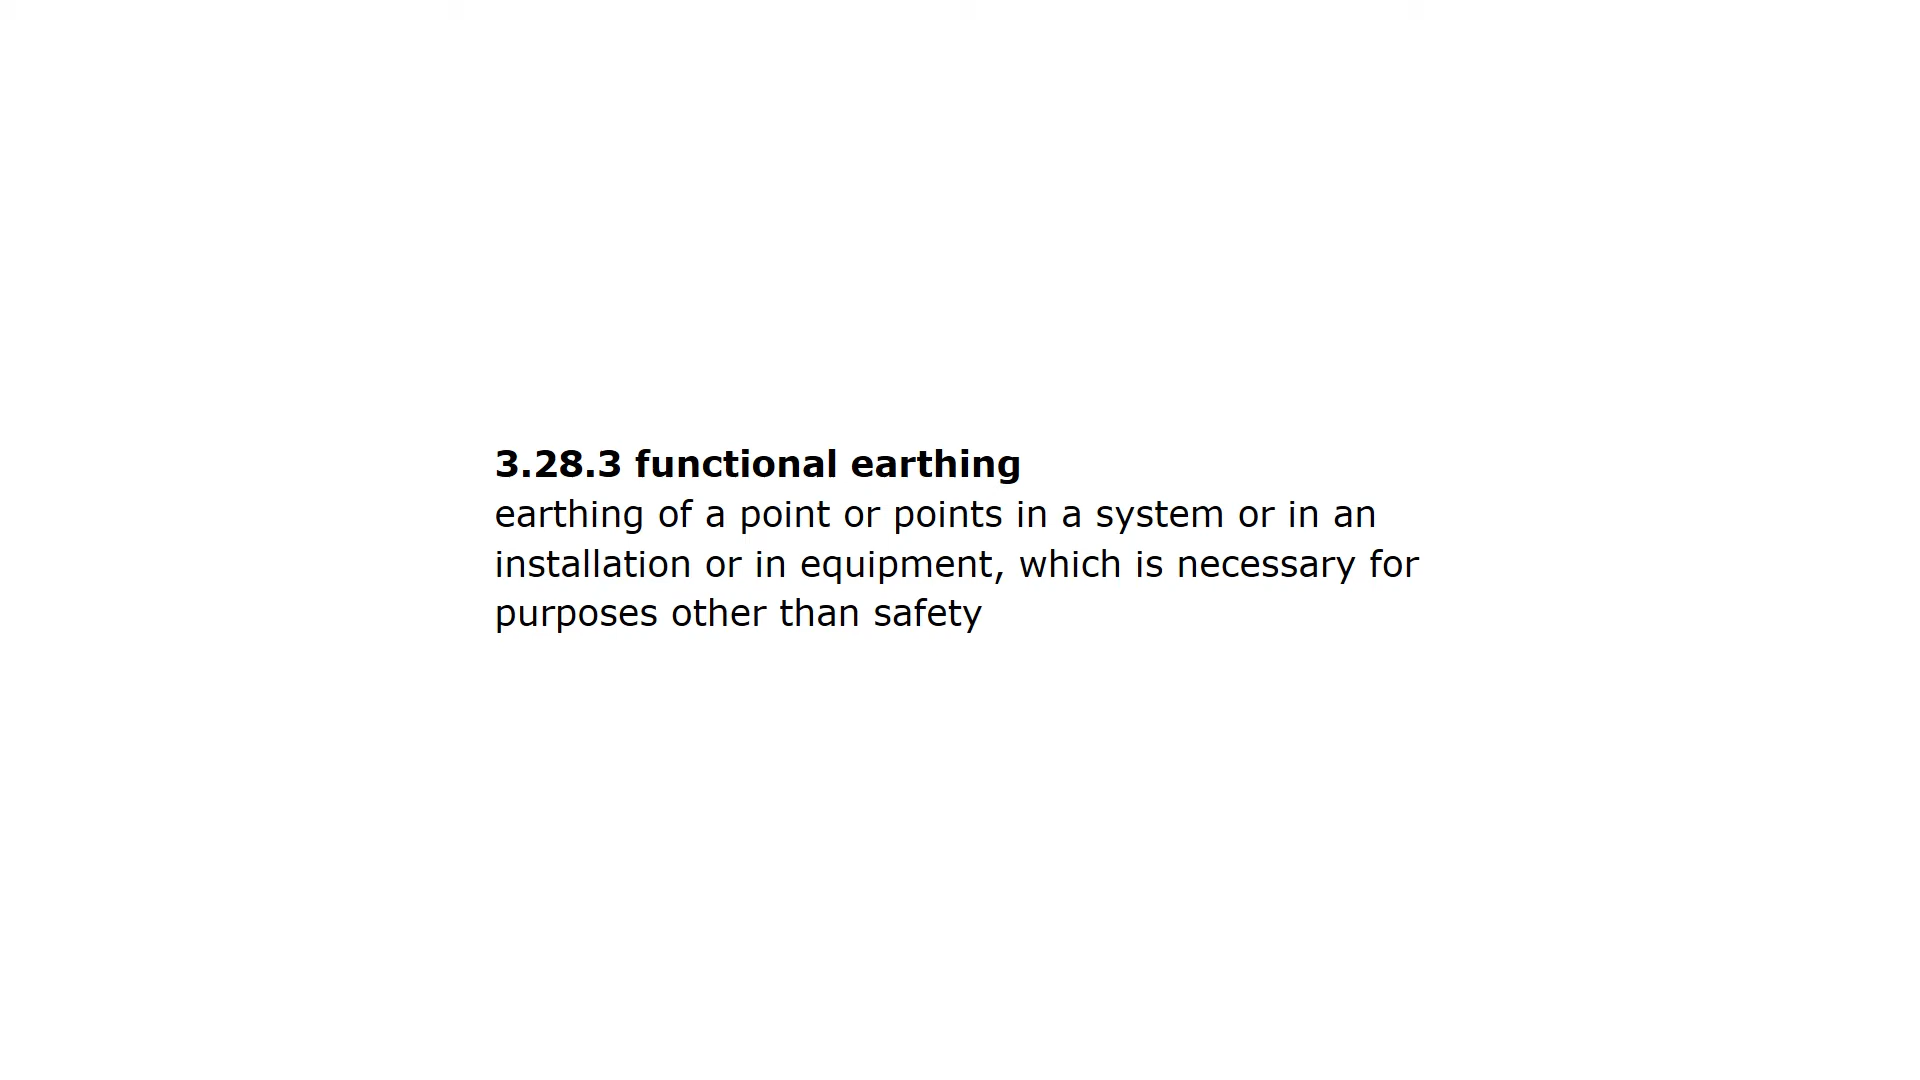 3.28.3 functional earthing
earthing of a point or points in a system or in an
installation or in equipment, which is necessary for
purposes other than safety